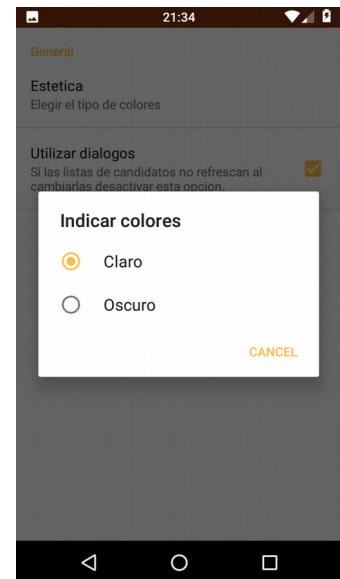 21:34
General
Estetica
Elegir el tipo de colores
Utilizar dialogos
Si las listas de candidatos no refrescan al
cambiarlas desactivar esta opcion.
Indicar colores
Claro
Oscuro
CANCEL